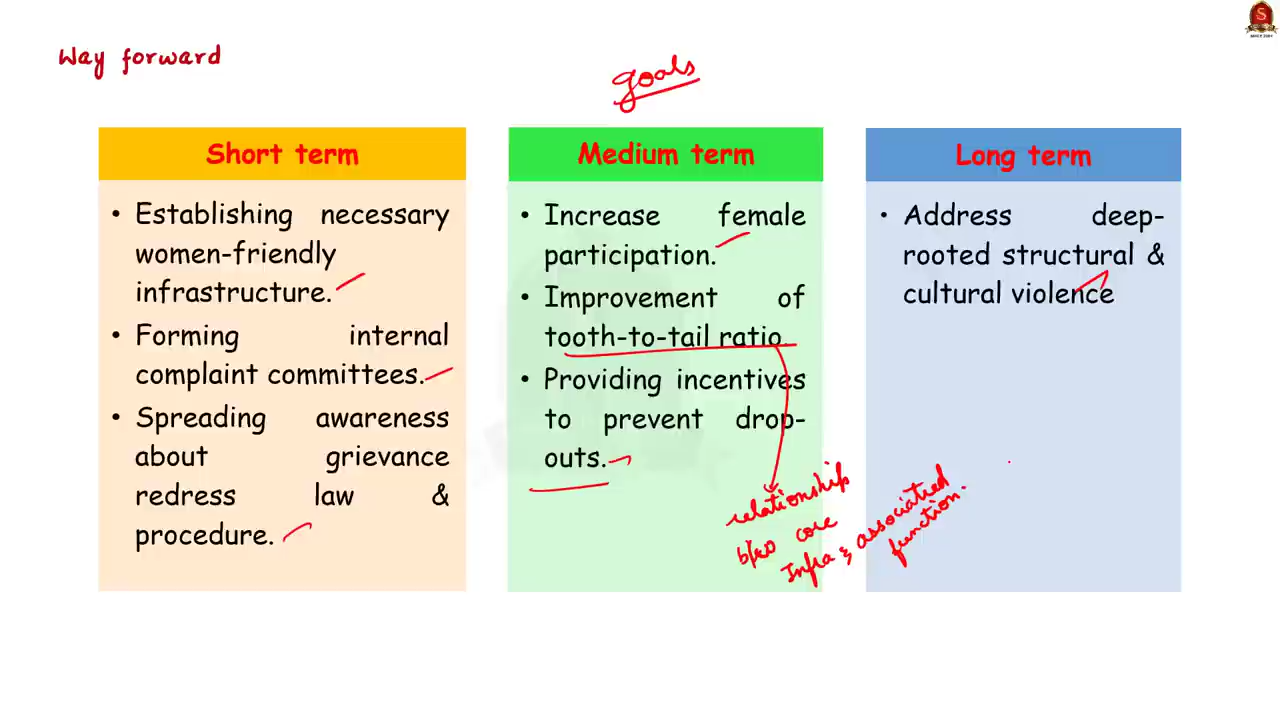 Way forward
goals
Short term
• Establishing necessary
women-friendly
infrastructure.
• Forming internal
complaint committees.
• Spreading awareness
about grievance
redress law &
procedure.
Medium term
• Increase female
participation.
• Improvement of
tooth-to-tail ratio.
• Providing incentives
to prevent drop-
outs.
relationship
b/w core
Infra & associated
function.
Long term
• Address deep-
rooted structural &
cultural violence